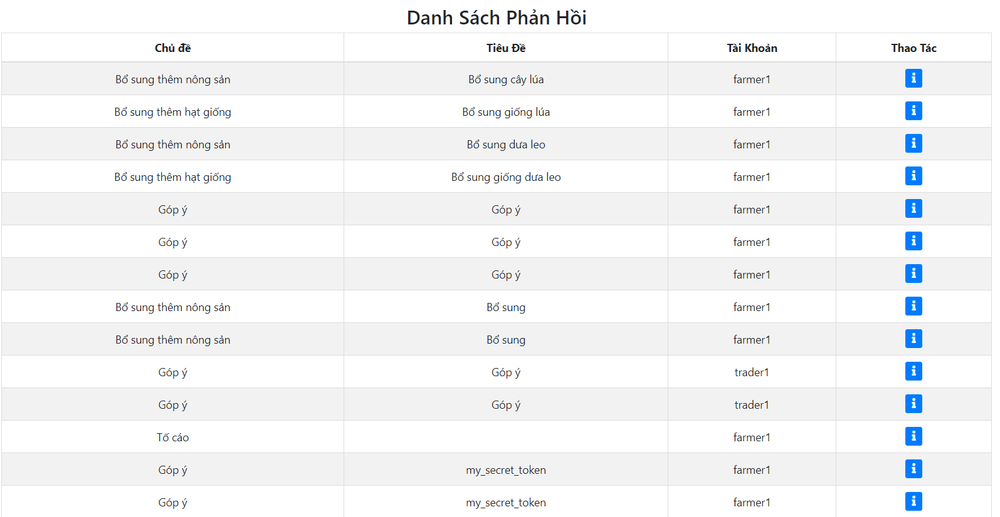 Danh Sách Phản Hồi
Chủ đề Tiêu Đề Tài Khoản Thao Tác
Bổ sung thêm nông sản Bổ sung cây lúa farmer1
Bổ sung thêm hạt giống Bổ sung giống lúa farmer1
Bổ sung thêm nông sản Bổ sung dưa leo farmer1
Bổ sung thêm hạt giống Bổ sung giống dưa leo farmer1
Góp ý Góp ý farmer1
Góp ý Góp ý farmer1
Góp ý Góp ý farmer1
Bổ sung thêm nông sản Bổ sung farmer1
Bổ sung thêm nông sản Bổ sung farmer1
Góp ý Góp ý trader1
Góp ý Góp ý trader1
Tố cáo farmer1
Góp ý my_secret_token farmer1
Góp ý my_secret_token farmer1